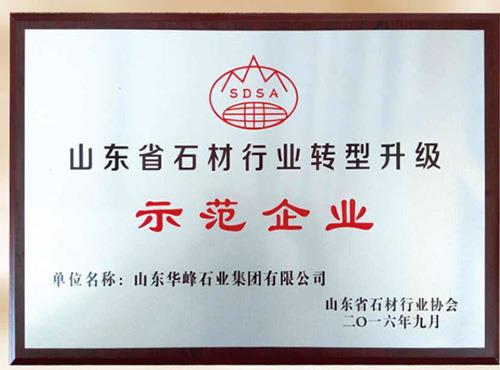 SDSA
山东省石材行业转型升级
示范企业
单位名称：山东华峰石业集团有限公司
山东省石材行业协会
二〇一六年九月